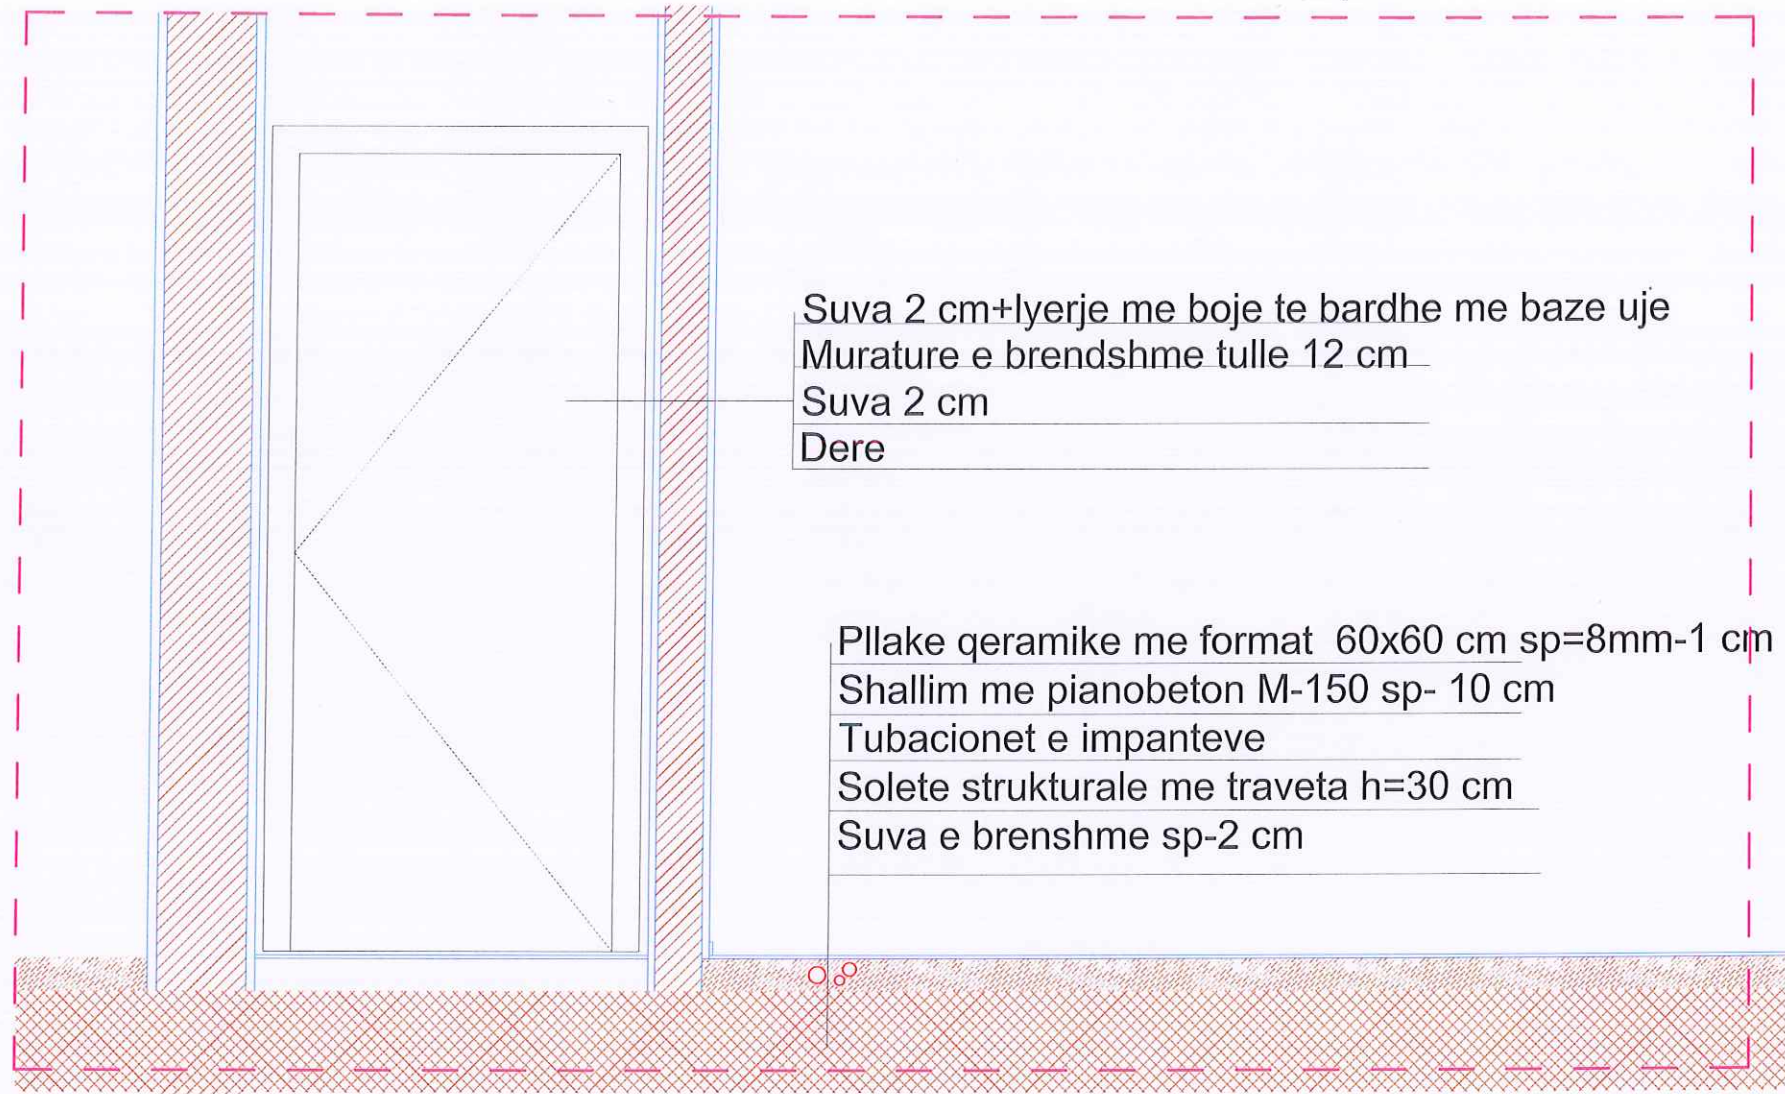 Suva 2 cm+lyerje me boje te bardhe me baze uje
Murature e brendshme tulle 12 cm
Suva 2 cm
Dere
Pllake qeramike me format 60x60 cm sp=8mm-1 cm
Shallim me pianobeton M-150 sp- 10 cm
Tubacionet e impanteve
Solete strukturale me traveta h=30 cm
Suva e brenshme sp-2 cm